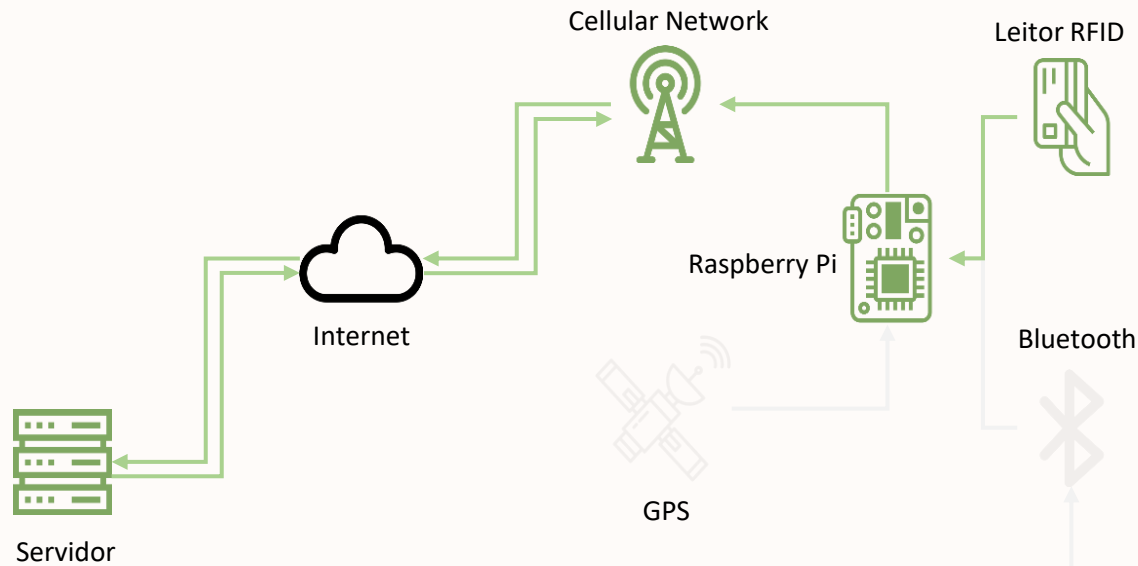 Cellular Network
Leitor RFID
Raspberry Pi
Internet
Bluetooth
GPS
Servidor